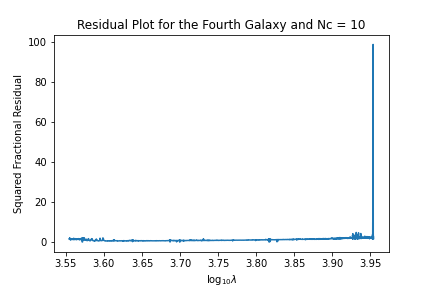 Residual Plot for the Fourth Galaxy and Nc = 10
Squared Fractional Residual
100
80
60
40
20
0
3.55 3.60 3.65 3.70 3.75 3.80 3.85 3.90 3.95
log₁₀λ